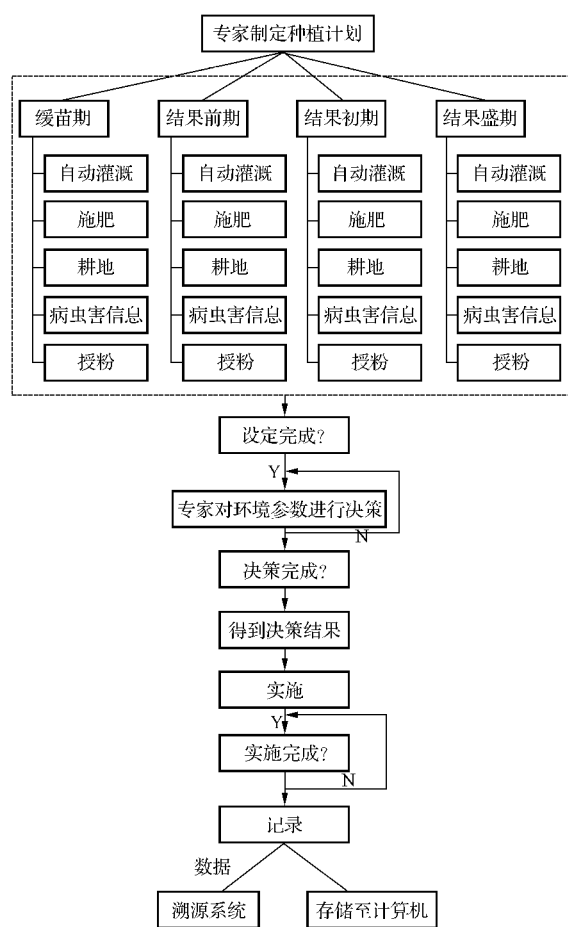 专家制定种植计划
缓苗期 结果前期 结果初期 结果盛期
自动灌溉 自动灌溉 自动灌溉 自动灌溉
施肥 施肥 施肥 施肥
耕地 耕地 耕地 耕地
病虫害信息 病虫害信息 病虫害信息 病虫害信息
授粉 授粉 授粉 授粉
设定完成?
Y
专家对环境参数进行决策
N
决策完成?
得到决策结果
实施
Y
实施完成?
N
记录
数据
溯源系统 存储至计算机